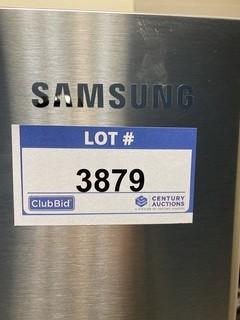 SAMSUNG
LOT #
3879
ClubBid
CENTURY
AUCTIONS